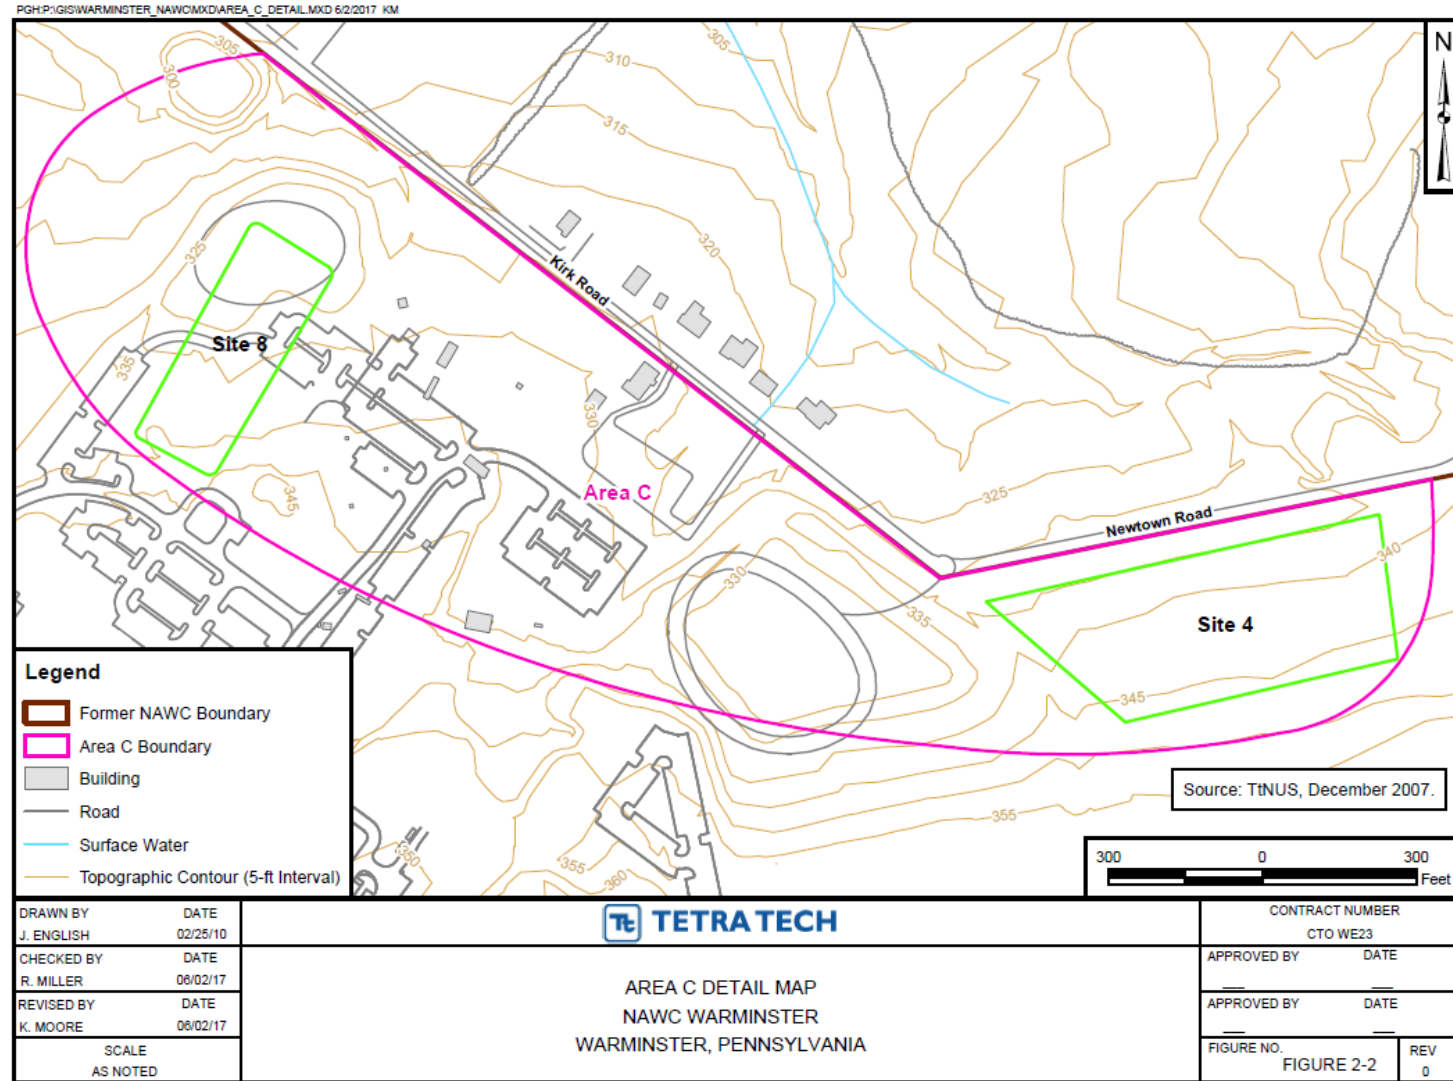 PGH:P:\GIS\WARMINSTER_NAWC\MXD\AREA_C_DETAIL.MXD 6/2/2017 KM
N
305
300
310
305
315
320
325
Kirk Road
Site 8
335
330
345
Area C
325
Newtown Road
340
330
335
Site 4
345
355
350
355
360
Legend
Former NAWC Boundary
Area C Boundary
Building
Road
Surface Water
Topographic Contour (5-ft Interval)
Source: TtNUS, December 2007.
300 0 300
Feet
DRAWN BY DATE
J. ENGLISH 02/25/10
CHECKED BY DATE
R. MILLER 06/02/17
REVISED BY DATE
K. MOORE 06/02/17
SCALE
AS NOTED
Tt TETRA TECH
AREA C DETAIL MAP
NAWC WARMINSTER
WARMINSTER, PENNSYLVANIA
CONTRACT NUMBER
CTO WE23
APPROVED BY DATE
___ ___
APPROVED BY DATE
___ ___
FIGURE NO.
FIGURE 2-2
REV
0